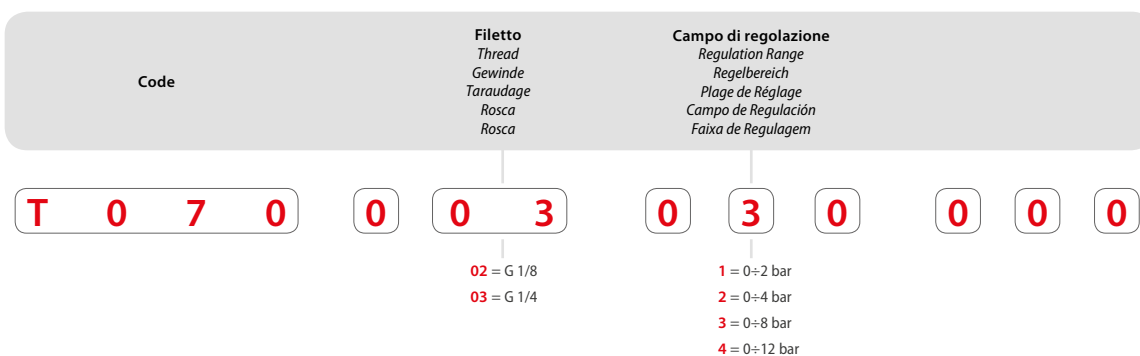 Code
Filetto
Thread
Gewinde
Taraudage
Rosca
Rosca
Campo di regolazione
Regulation Range
Regelbereich
Plage de Réglage
Campo de Regulación
Faixa de Regulagem
T 0 7 0 0 0 3 0 3 0 0 0 0
02 = G 1/8
03 = G 1/4
1 = 0÷2 bar
2 = 0÷4 bar
3 = 0÷8 bar
4 = 0÷12 bar